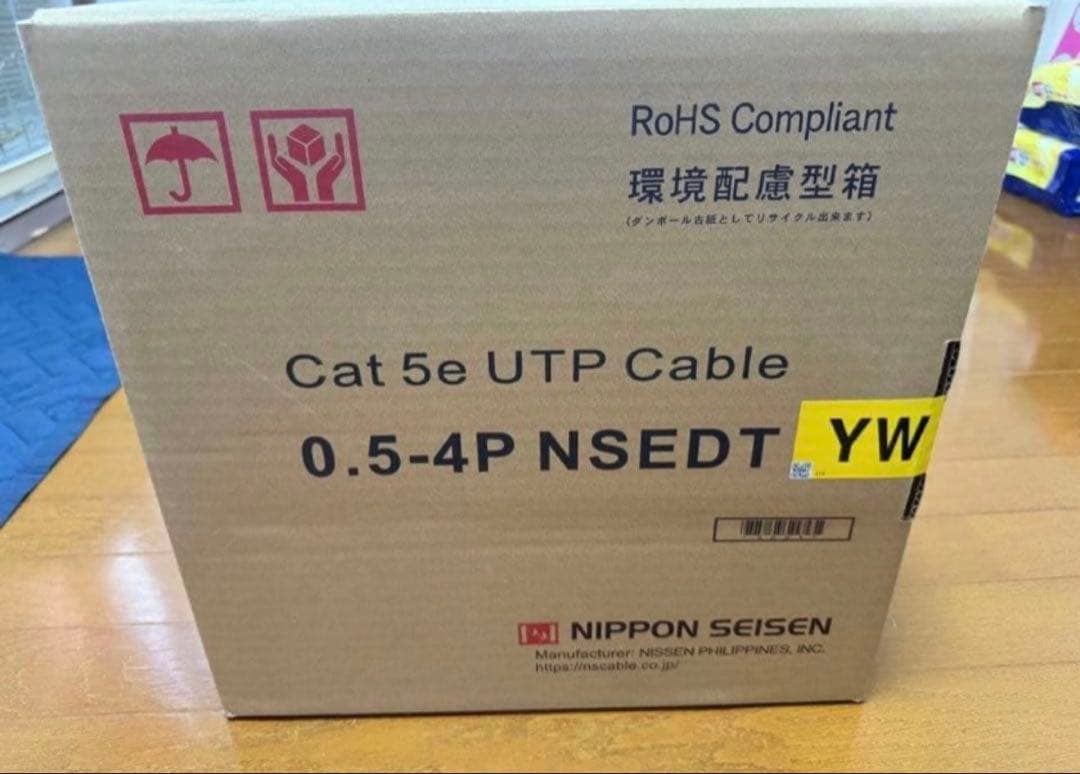 RoHS Compliant
環境配慮型箱
(ダンボール古紙としてリサイクル出来ます)
Cat 5e UTP Cable
0.5-4P NSEDT
YW
NIPPON SEISEN
Manufacturer: NISSEN PHILIPPINES, INC.
https://nscable.co.jp/